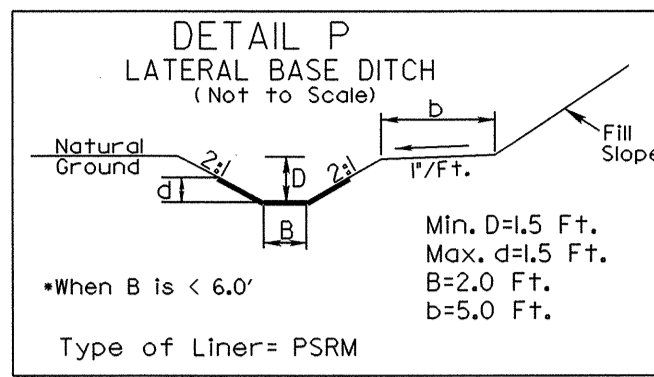 DETAIL P
LATERAL BASE DITCH
(Not to Scale)
b
Natural
Ground
2:1
2:1
D
d
B
1"/Ft.
Fill
Slope
Min. D=1.5 Ft.
Max. d=1.5 Ft.
B=2.0 Ft.
b=5.0 Ft.
*When B is < 6.0'
Type of Liner= PSRM